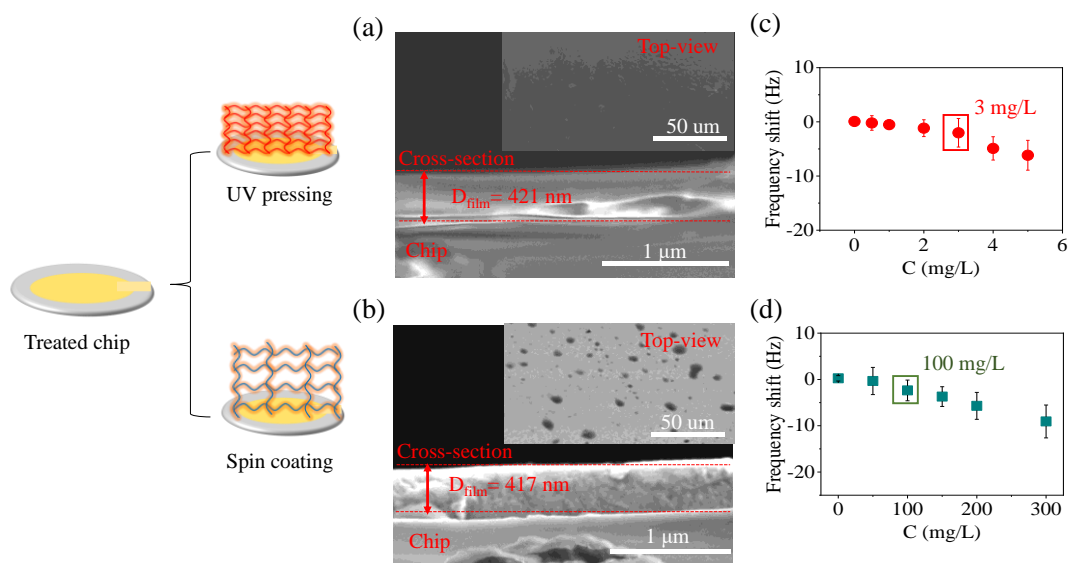 (a)
Top-view
50 um
Cross-section
D_film = 421 nm
Chip
1 μm
UV pressing
Treated chip
Spin coating
(b)
Top-view
50 um
Cross-section
D_film = 417 nm
Chip
1 μm
(c)
Frequency shift (Hz)
10
0
-10
-20
3 mg/L
0 2 4 6
C (mg/L)
(d)
Frequency shift (Hz)
10
0
-10
-20
100 mg/L
0 100 200 300
C (mg/L)